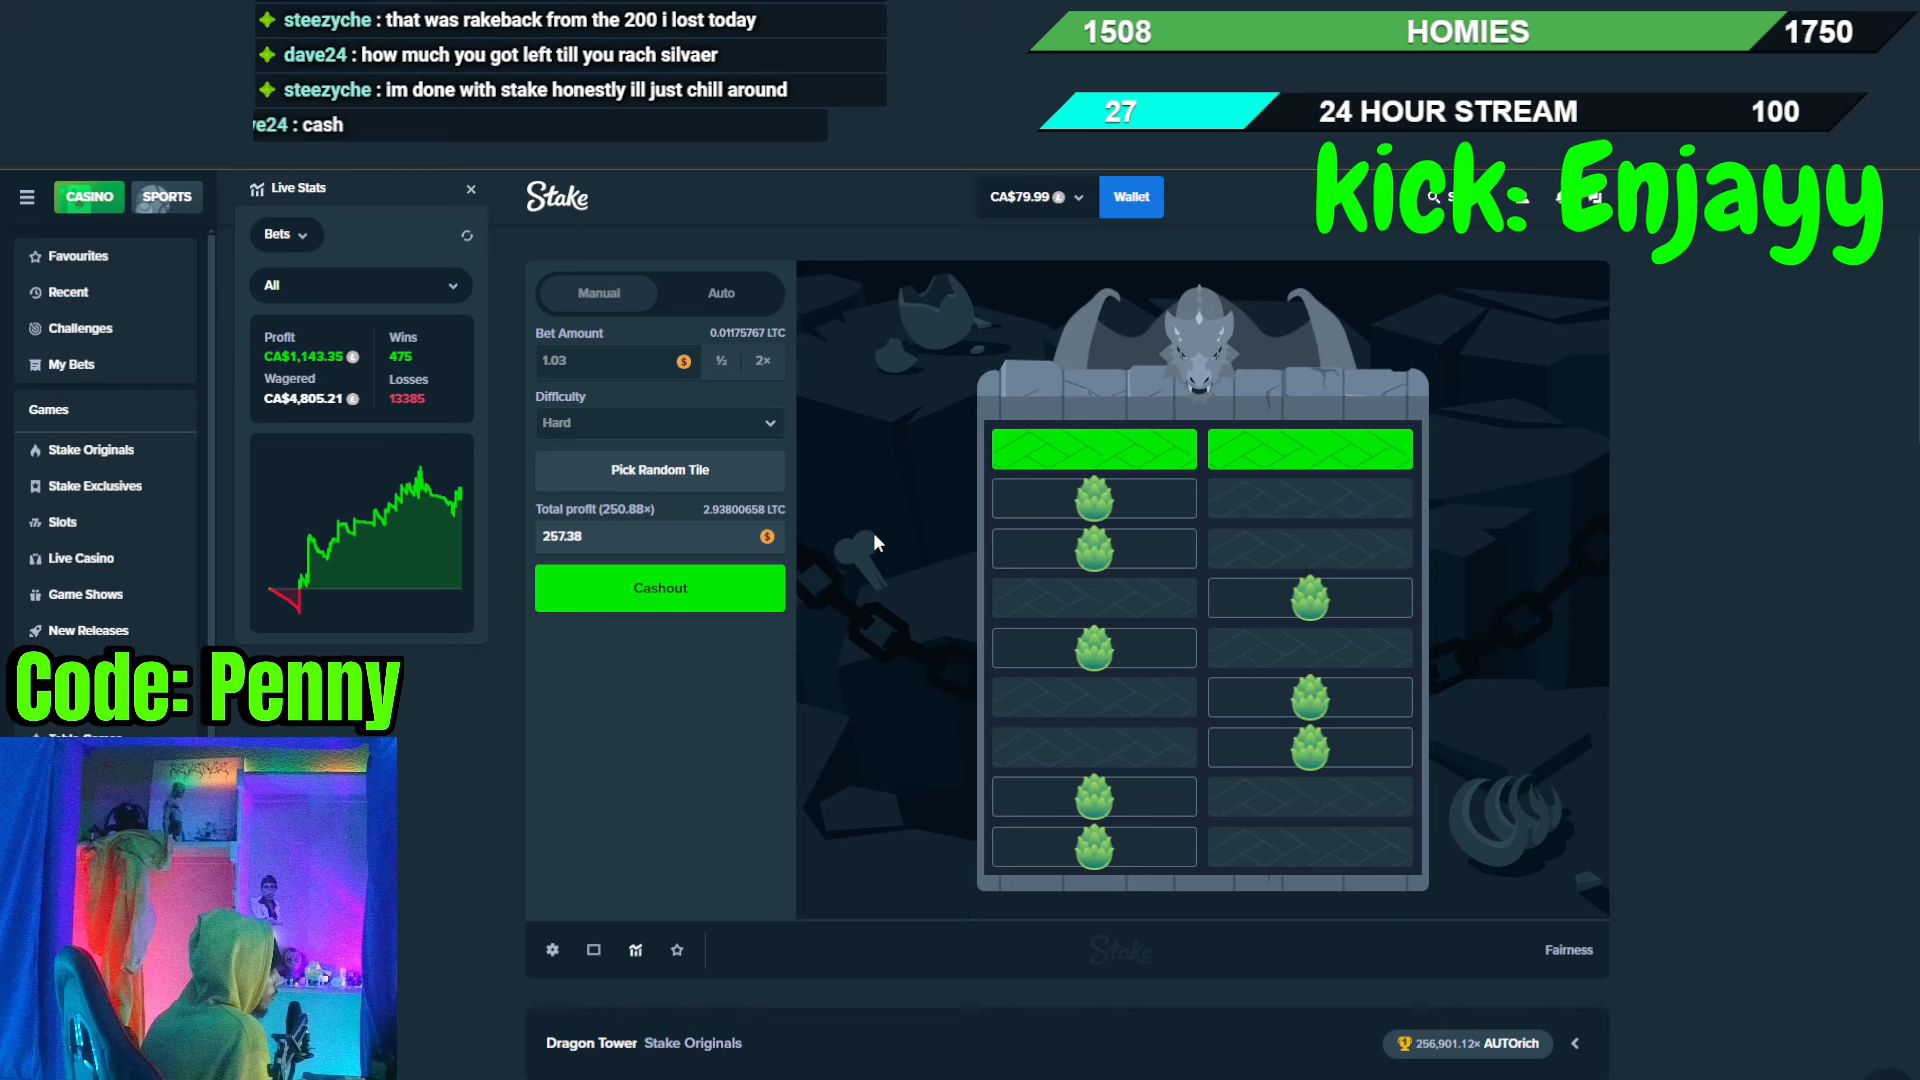 steezyche : that was rakeback from the 200 i lost today
dave24 : how much you got left till you rach silvaer
steezyche : im done with stake honestly ill just chill around
ve24 : cash
1508 HOMIES 1750
27 24 HOUR STREAM 100
kick: Enjayy
CASINO SPORTS
Live Stats
Stake
CA$79.99
Wallet
Bets
All
Favourites
Recent
Challenges
My Bets
Games
Stake Originals
Stake Exclusives
Slots
Live Casino
Game Shows
New Releases
Profit Wins
CA$1,143.35 475
Wagered Losses
CA$4,805.21 13385
Manual Auto
Bet Amount 0.01175767 LTC
1.03 ½ 2×
Difficulty
Hard
Pick Random Tile
Total profit (250.88×) 2.93800658 LTC
257.38
Cashout
Code: Penny
REVENGE
Stake
Fairness
Dragon Tower Stake Originals
256,901.12× AUTOrich